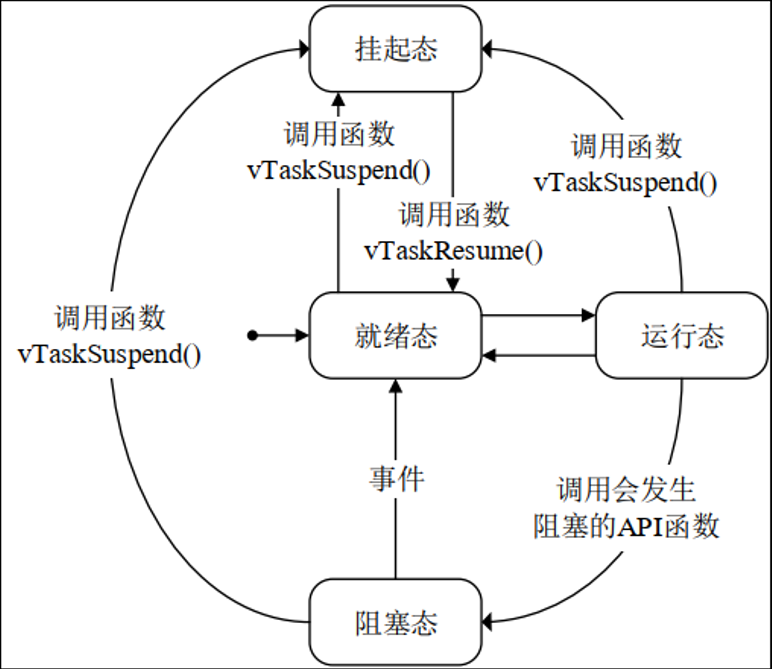 挂起态
调用函数
vTaskSuspend()
调用函数
vTaskSuspend()
调用函数
vTaskResume()
调用函数
vTaskSuspend()
就绪态
运行态
事件
调用会发生
阻塞的API函数
阻塞态